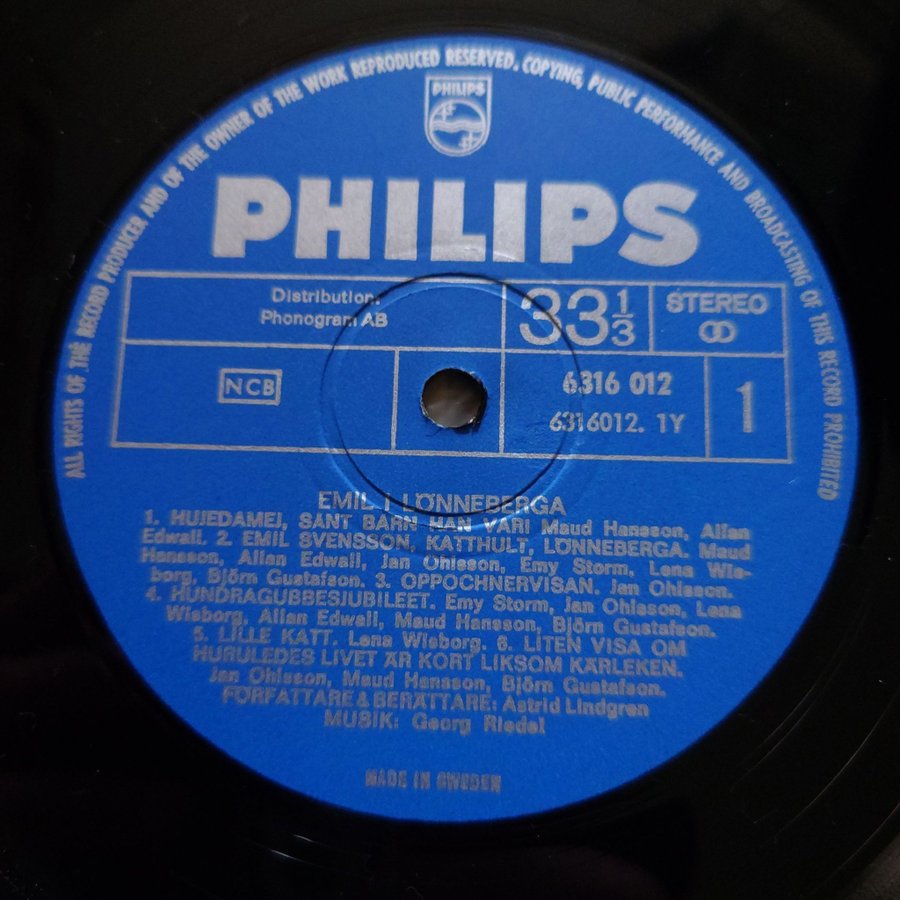 ALL RIGHTS OF THE RECORD PRODUCER AND OF THE OWNER OF THE WORK REPRODUCED RESERVED. COPYING, PUBLIC PERFORMANCE AND BROADCASTING OF THIS RECORD PROHIBITED
PHILIPS
PHILIPS
Distribution:
Phonogram AB
33 1/3
STEREO
NCB
6316 012
6316012. 1Y
1
EMIL I LÖNNEBERGA
1. HUJEDAMEJ, SÅNT BARN HAN VAR! Maud Hansson, Allan
Edwall. 2. EMIL SVENSSON, KATTHULT, LÖNNEBERGA. Maud
Hansson, Allan Edwall, Jan Ohlsson, Emy Storm, Lena Wis-
borg, Björn Gustafson. 3. OPPOCHNERVISAN. Jan Ohlsson.
4. HUNDRAGUBBESJUBILEET. Emy Storm, Jan Ohlsson, Lena
Wisborg, Allan Edwall, Maud Hansson, Björn Gustafson.
5. LILLE KATT. Lena Wisborg. 6. LITEN VISA OM
HURULEDES LIVET ÄR KORT LIKSOM KÄRLEKEN.
Jan Ohlsson, Maud Hansson, Björn Gustafson.
FÖRFATTARE & BERÄTTARE: Astrid Lindgren
MUSIK: Georg Riedel
MADE IN SWEDEN